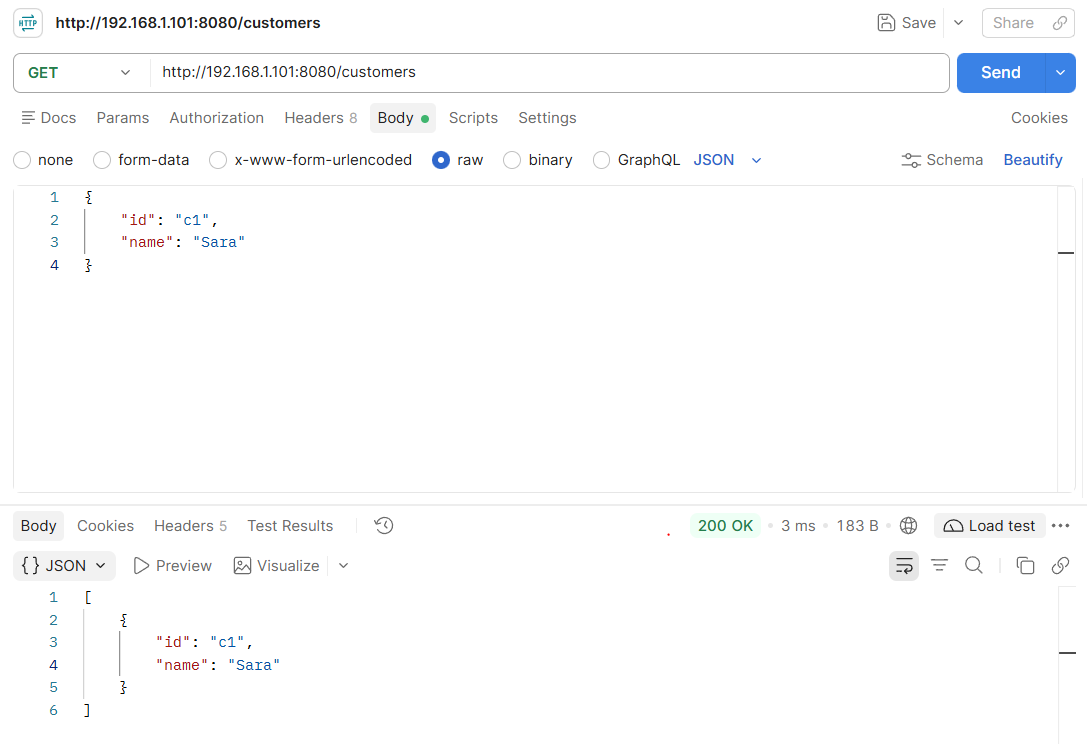 HTTP http://192.168.1.101:8080/customers Save Share
GET http://192.168.1.101:8080/customers Send
Docs Params Authorization Headers 8 Body Scripts Settings Cookies
none form-data x-www-form-urlencoded raw binary GraphQL JSON Schema Beautify
1 {
2 "id": "c1",
3 "name": "Sara"
4 }
Body Cookies Headers 5 Test Results 200 OK • 3 ms • 183 B • Load test
{} JSON Preview Visualize
1 [
2 {
3 "id": "c1",
4 "name": "Sara"
5 }
6 ]